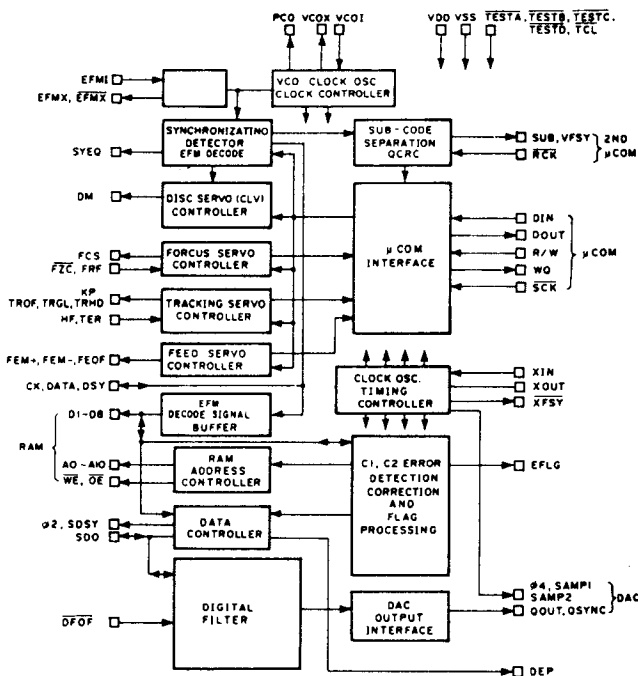 PCO VCOX VCOI
VDD VSS TESTA, TESTB, TESTC,
TESTD, TCL
EFMI
EFMX, EFMX
VCO CLOCK OSC
CLOCK CONTROLLER
SYNCHRONIZATINO
DETECTOR
EFM DECODE
SYEQ
SUB-CODE
SEPARATION
QCRC
SUB, VFSY
RCK
2ND
μCOM
DM
DISC SERVO (CLV)
CONTROLLER
μCOM
INTERFACE
DIN
DOUT
R/W
WQ
SCK
μCOM
FCS
FZC, FRF
FORCUS SERVO
CONTROLLER
KP
TROF, TRGL, TRHD
HF, TER
TRACKING SERVO
CONTROLLER
FEM+, FEM-, FEOF
FEED SERVO
CONTROLLER
CK, DATA, DSY
CLOCK OSC.
TIMING
CONTROLLER
XIN
XOUT
XFSY
D1-D8
EFM
DECODE SIGNAL
BUFFER
RAM
A0-A10
WE, OE
RAM
ADDRESS
CONTROLLER
C1, C2 ERROR
DETECTION
CORRECTION
AND
FLAG
PROCESSING
EFLG
φ2, SDSY
SDO
DATA
CONTROLLER
DFOF
DIGITAL
FILTER
DAC
OUTPUT
INTERFACE
φ4, SAMP1
SAMP2
QOUT, QSYNC
DAC
DEP